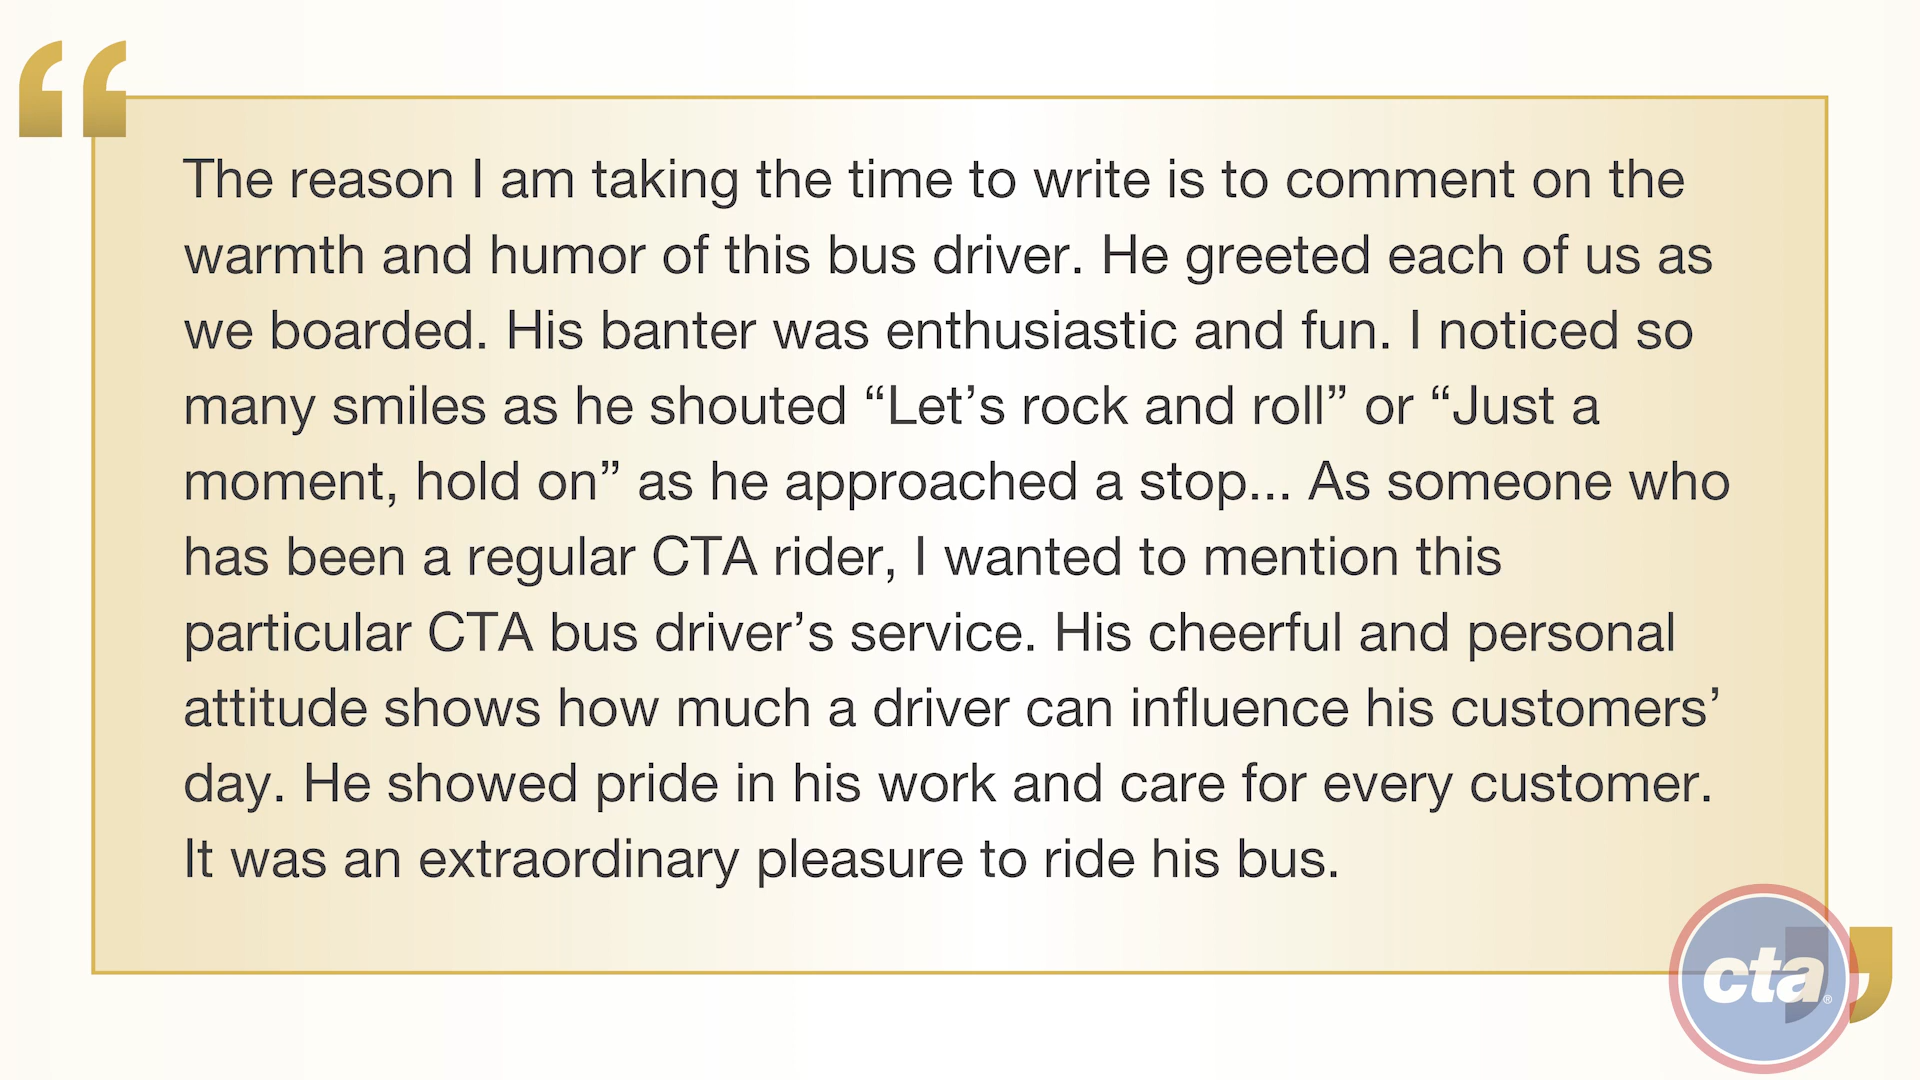 The reason I am taking the time to write is to comment on the
warmth and humor of this bus driver. He greeted each of us as
we boarded. His banter was enthusiastic and fun. I noticed so
many smiles as he shouted “Let’s rock and roll” or “Just a
moment, hold on” as he approached a stop... As someone who
has been a regular CTA rider, I wanted to mention this
particular CTA bus driver’s service. His cheerful and personal
attitude shows how much a driver can influence his customers’
day. He showed pride in his work and care for every customer.
It was an extraordinary pleasure to ride his bus.
cta®